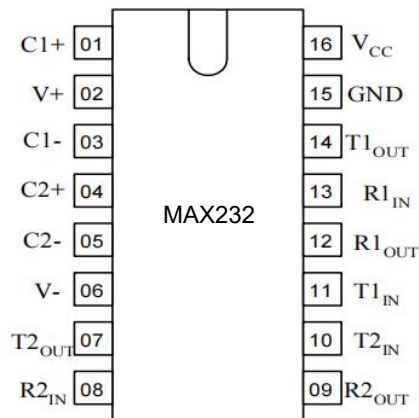 C1+ 01 16 VCC
V+ 02 15 GND
C1- 03 14 T1OUT
C2+ 04 13 R1IN
MAX232
C2- 05 12 R1OUT
V- 06 11 T1IN
T2OUT 07 10 T2IN
R2IN 08 09 R2OUT